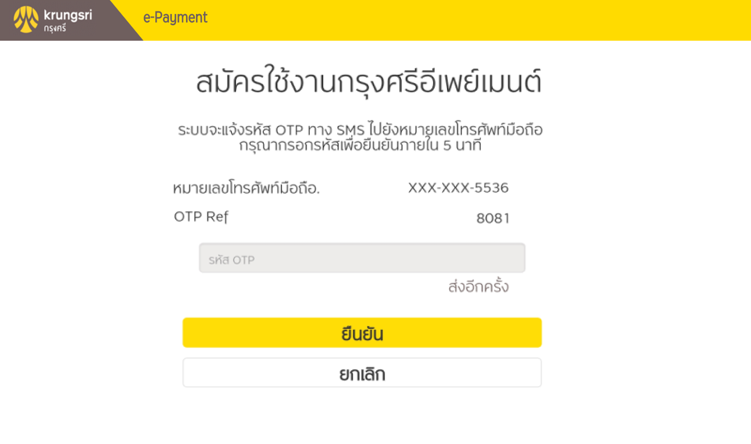 krungsri
กรุงศรี
e-Payment
สมัครใช้งานกรุงศรีอีเพย์เมนต์
ระบบจะแจ้งรหัส OTP ทาง SMS ไปยังหมายเลขโทรศัพท์มือถือ
กรุณากรอกรหัสเพื่อยืนยันภายใน 5 นาที
หมายเลขโทรศัพท์มือถือ. XXX-XXX-5536
OTP Ref 8081
รหัส OTP
ส่งอีกครั้ง
ยืนยัน
ยกเลิก